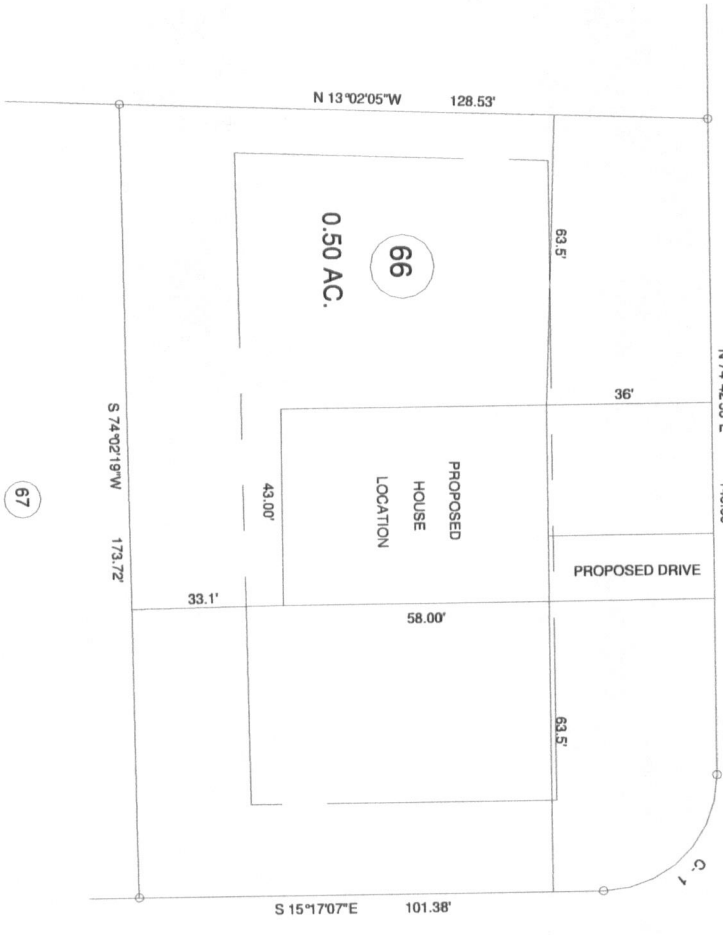 N 13°02'05"W 128.53'
63.5'
66
0.50 AC.
36'
S 74°02'19"W 173.72'
43.00'
PROPOSED
HOUSE
LOCATION
PROPOSED DRIVE
67
33.1'
58.00'
63.5'
C- 1
S 15°17'07"E 101.38'